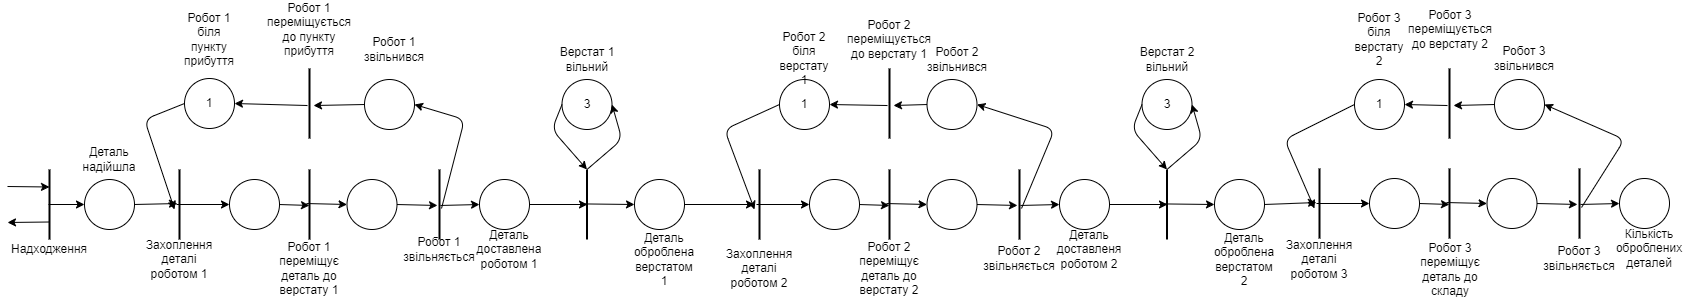 Робот 1
біля
пункту
прибуття
1
Робот 1
переміщується
до пункту
прибуття
Робот 1
звільнився
Верстат 1
вільний
3
Робот 2
біля
верстату
1
1
Робот 2
переміщується
до верстату 1
Робот 2
звільнився
Верстат 2
вільний
3
Робот 3
біля
верстату
2
1
Робот 3
переміщується
до верстату 2
Робот 3
звільнився
Надходження
Деталь
надійшла
Захоплення
деталі
роботом 1
Робот 1
переміщує
деталь до
верстату 1
Робот 1
звільняється
Деталь
доставлена
роботом 1
Деталь
оброблена
верстатом
1
Захоплення
деталі
роботом 2
Робот 2
переміщує
деталь до
верстату 2
Робот 2
звільняється
Деталь
доставленя
роботом 2
Деталь
оброблена
верстатом
2
Захоплення
деталі
роботом 3
Робот 3
переміщує
деталь до
складу
Робот 3
звільняється
Кількість
оброблених
деталей